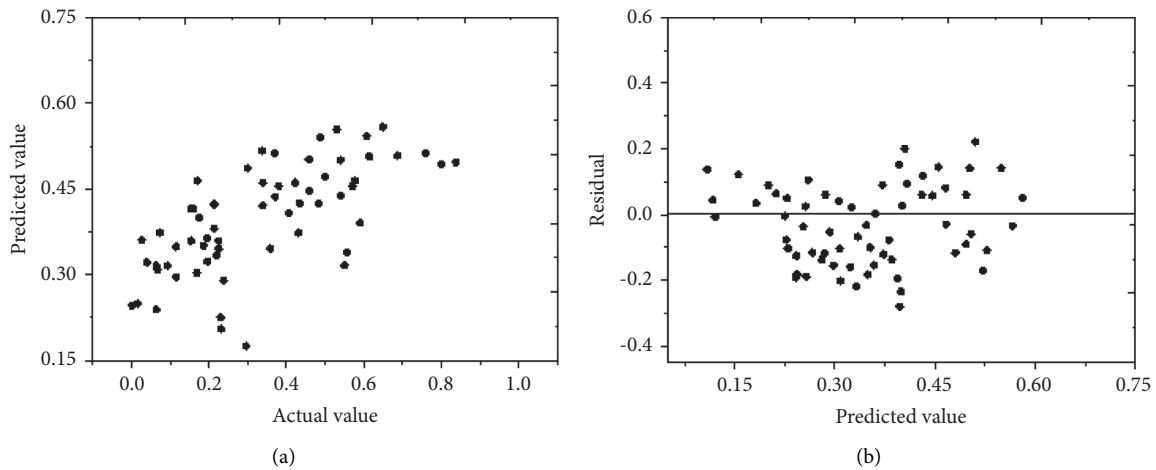 0.75
0.60
0.45
0.30
0.15
Predicted value
0.0 0.2 0.4 0.6 0.8 1.0
Actual value
(a)
0.6
0.4
0.2
0.0
-0.2
-0.4
Residual
0.15 0.30 0.45 0.60 0.75
Predicted value
(b)